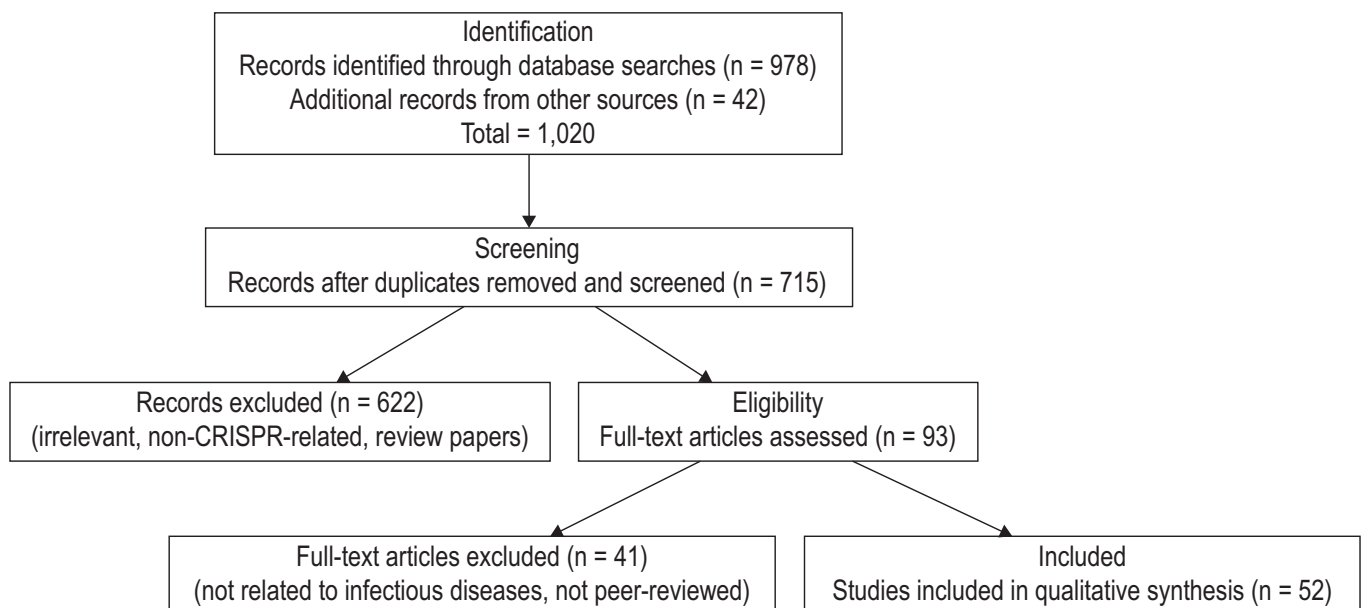 Identification
Records identified through database searches (n = 978)
Additional records from other sources (n = 42)
Total = 1,020
Screening
Records after duplicates removed and screened (n = 715)
Records excluded (n = 622)
(irrelevant, non-CRISPR-related, review papers)
Eligibility
Full-text articles assessed (n = 93)
Full-text articles excluded (n = 41)
(not related to infectious diseases, not peer-reviewed)
Included
Studies included in qualitative synthesis (n = 52)